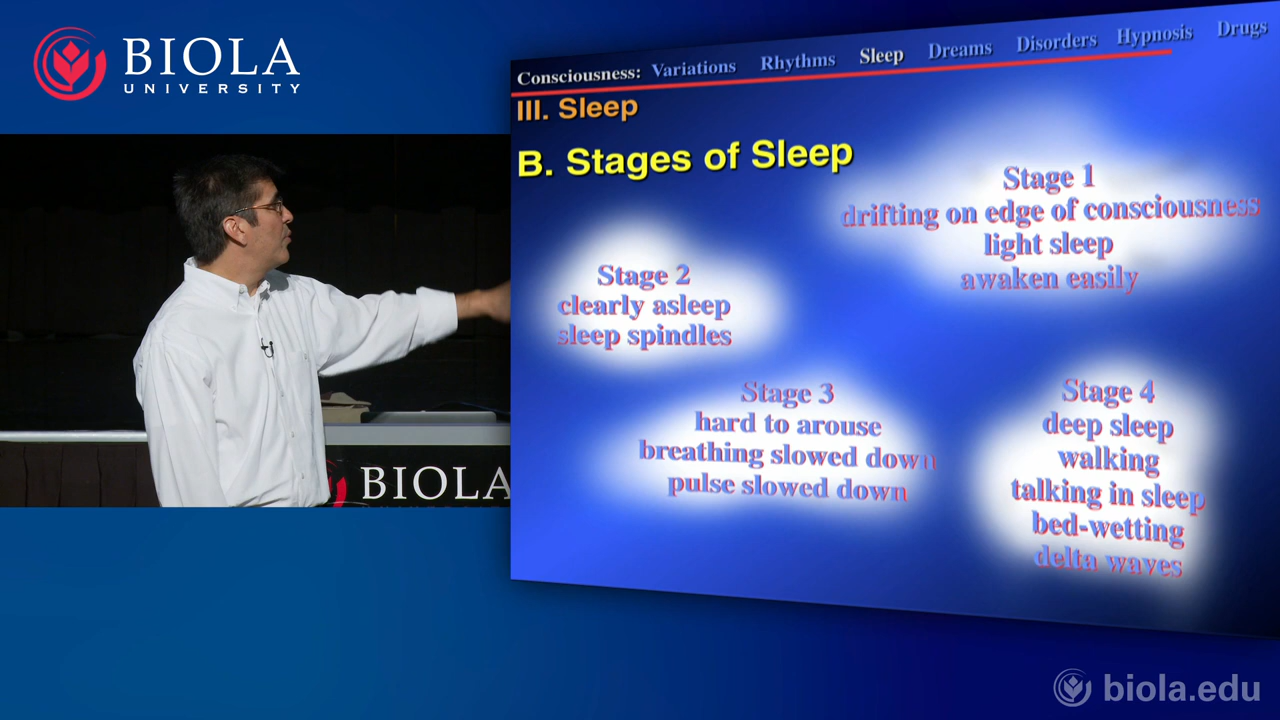 BIOLA
UNIVERSITY
Consciousness: Variations Rhythms Sleep Dreams Disorders Hypnosis Drugs
III. Sleep
B. Stages of Sleep
Stage 1
drifting on edge of consciousness
light sleep
awaken easily
Stage 2
clearly asleep
sleep spindles
Stage 3
hard to arouse
breathing slowed down
pulse slowed down
Stage 4
deep sleep
walking
talking in sleep
bed-wetting
delta waves
BIOLA
biola.edu